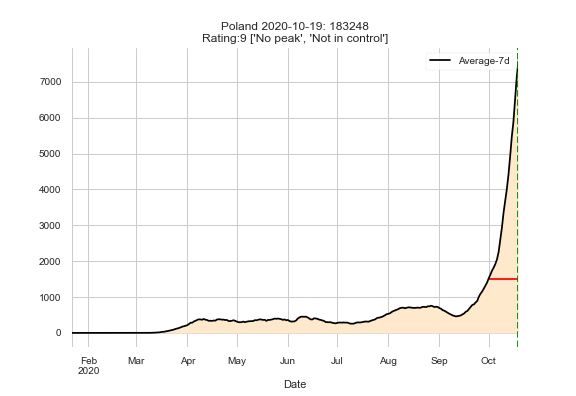 Poland 2020-10-19: 183248
Rating:9 ['No peak', 'Not in control']
Average-7d
7000
6000
5000
4000
3000
2000
1000
0
Feb Mar Apr May Jun Jul Aug Sep Oct
2020
Date